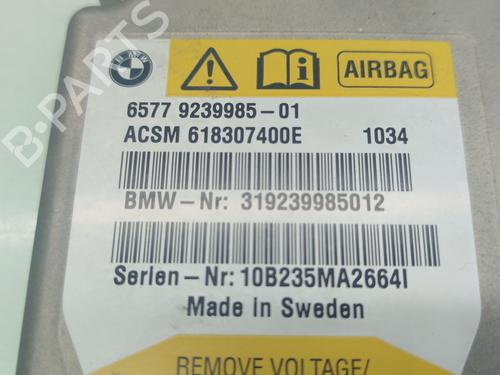 B-PARTS
BMW
AIRBAG
6577 9239985-01
ACSM 618307400E 1034
BMW-Nr: 319239985012
Serien-Nr: 10B235MA2664I
Made in Sweden
REMOVE VOLTAGE/